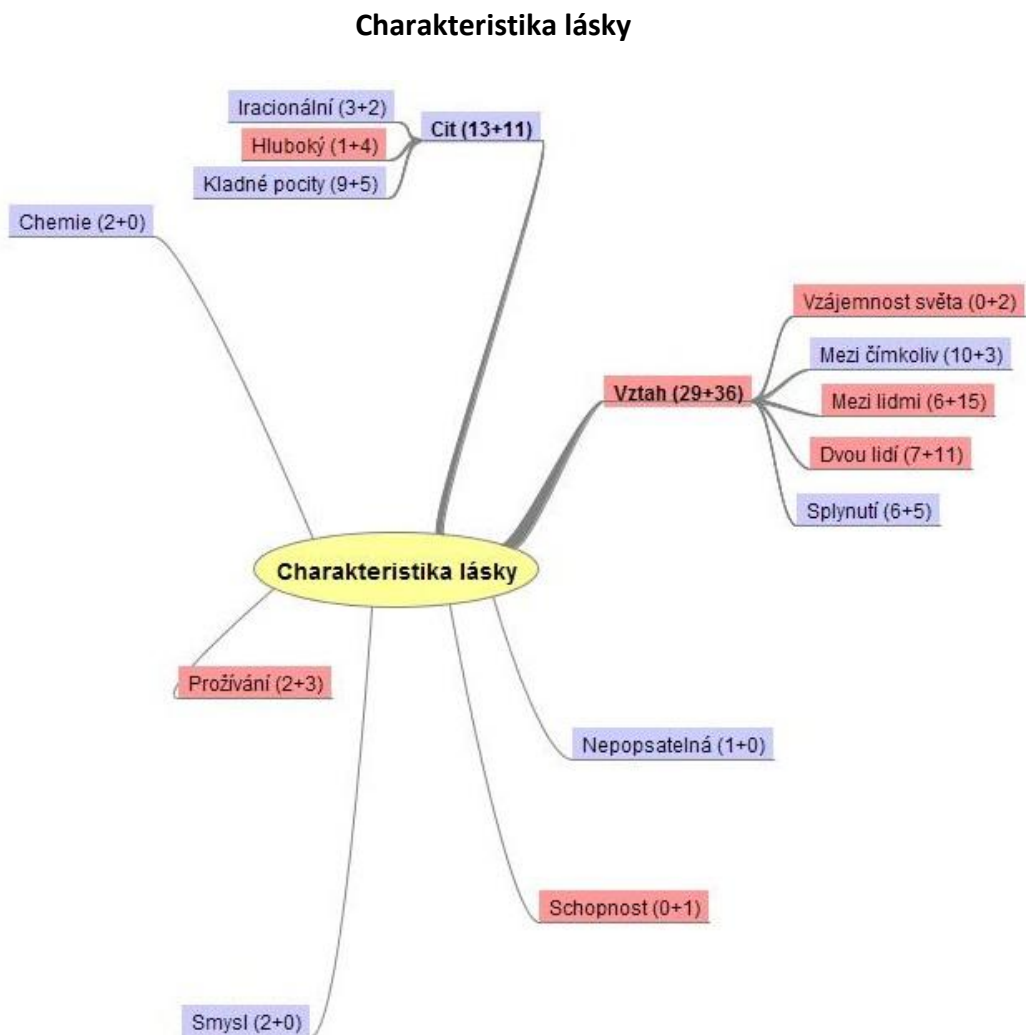 Charakteristika lásky
Iracionální (3+2)
Hluboký (1+4)
Kladné pocity (9+5)
Cit (13+11)
Chemie (2+0)
Vzájemnost světa (0+2)
Mezi čímkoliv (10+3)
Vztah (29+36)
Mezi lidmi (6+15)
Dvou lidí (7+11)
Splynutí (6+5)
Charakteristika lásky
Prožívání (2+3)
Nepopsatelná (1+0)
Schopnost (0+1)
Smysl (2+0)